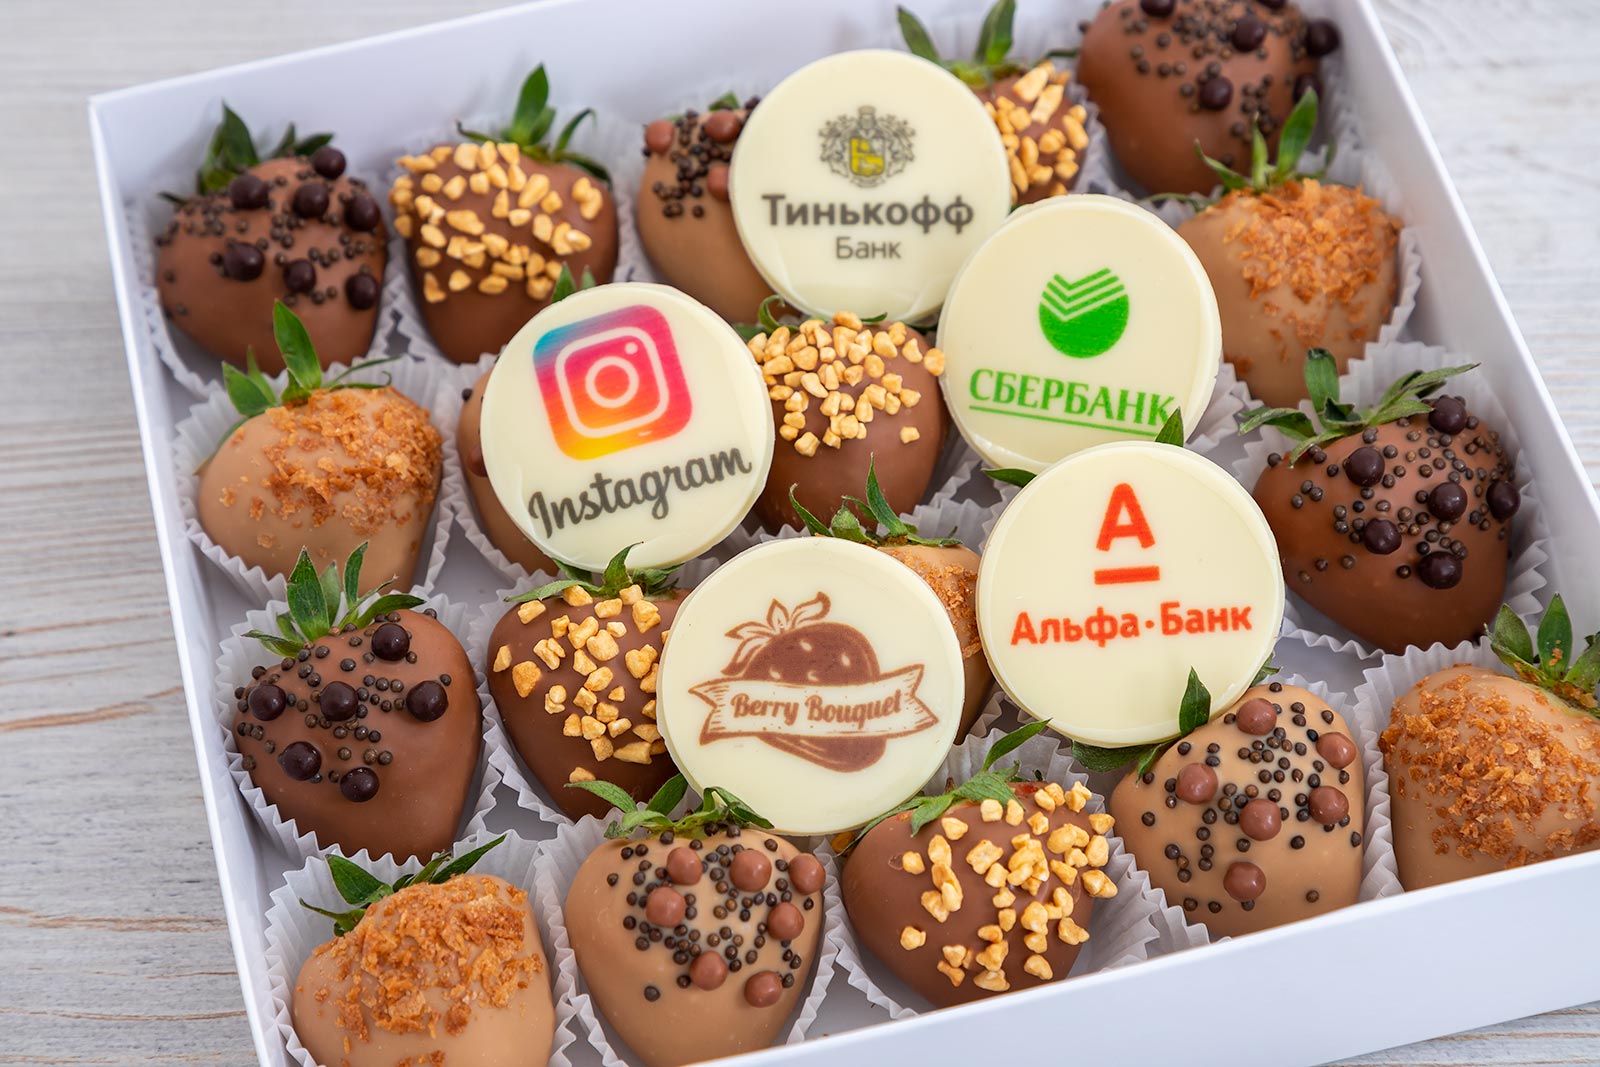 Тинькофф
Банк
СБЕРБАНК
Instagram
А
Альфа·Банк
Berry Bouquet